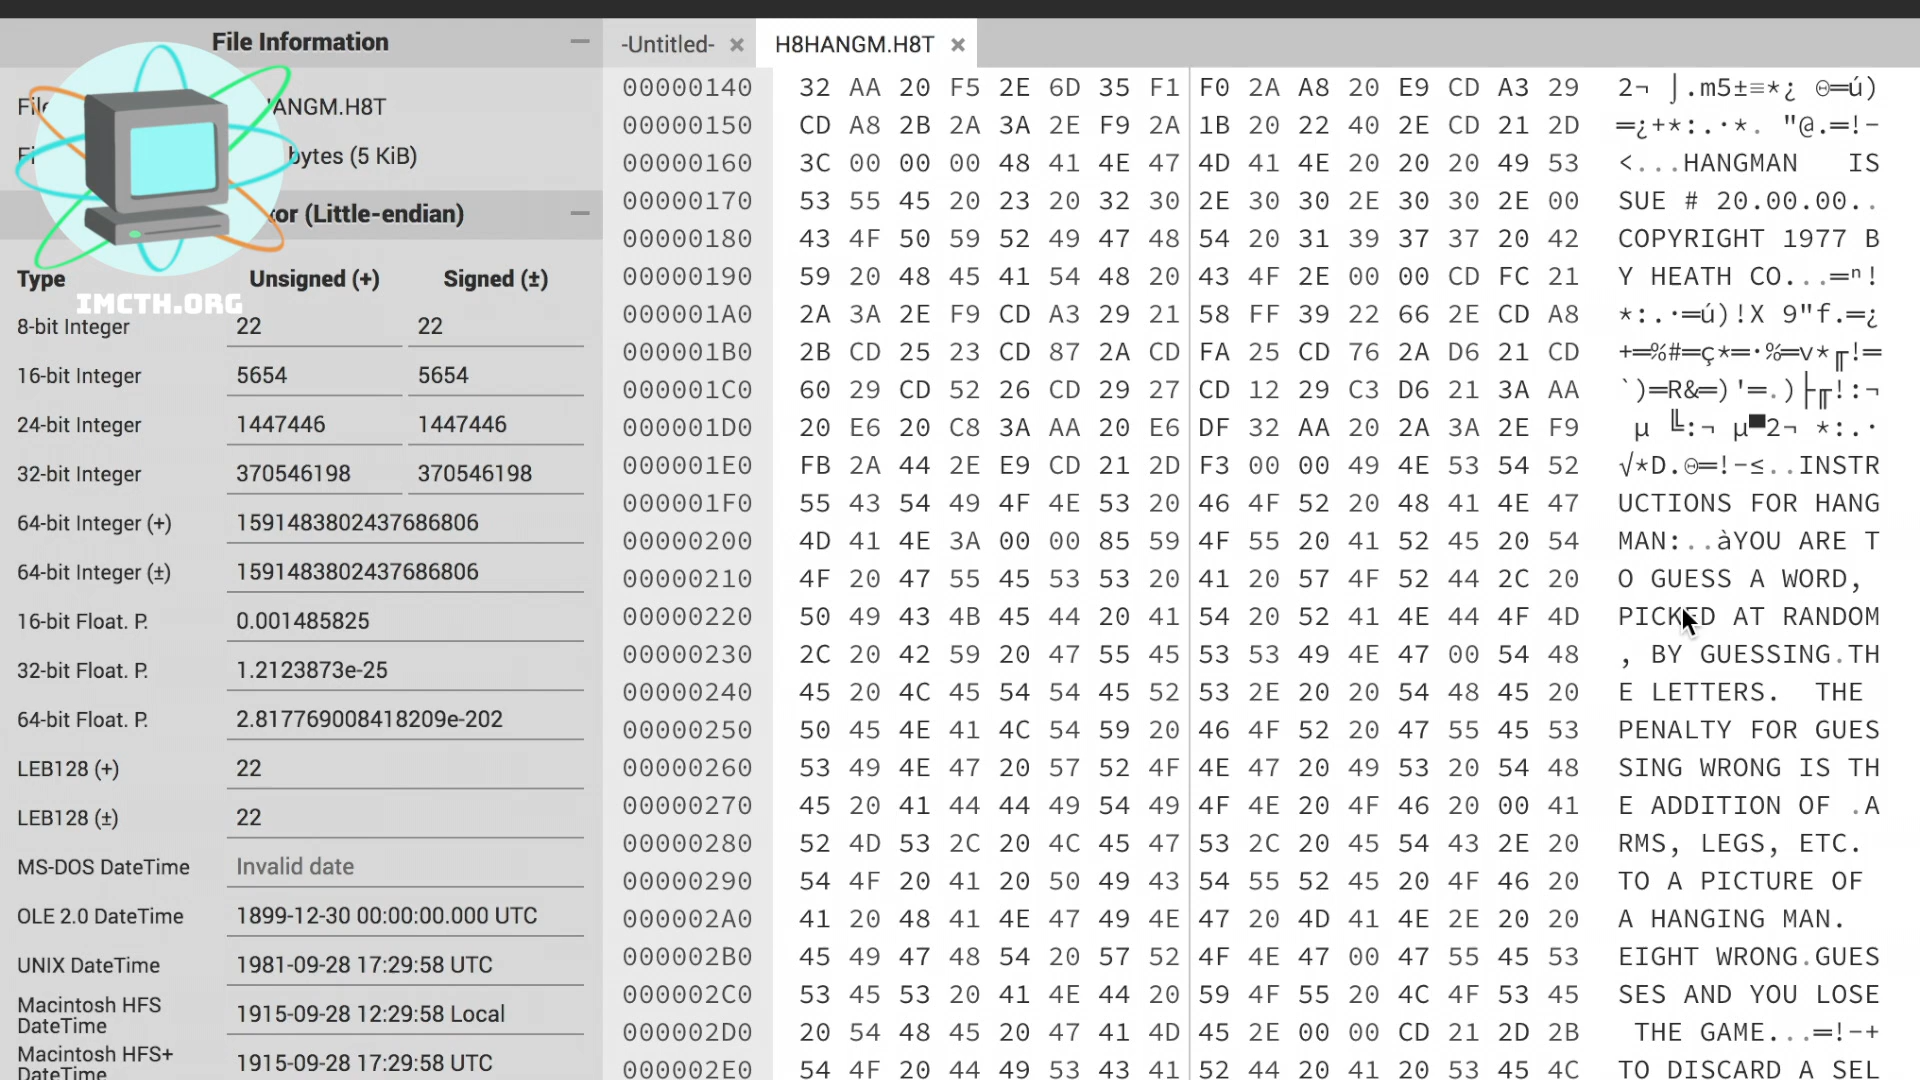 File Information
-Untitled- ×
H8HANGM.H8T ×
ANGM.H8T
bytes (5 KiB)
or (Little-endian)
IMCTH.ORG
Type Unsigned (+) Signed (±)
8-bit Integer 22 22
16-bit Integer 5654 5654
24-bit Integer 1447446 1447446
32-bit Integer 370546198 370546198
64-bit Integer (+) 1591483802437686806
64-bit Integer (±) 1591483802437686806
16-bit Float. P. 0.001485825
32-bit Float. P. 1.2123873e-25
64-bit Float. P. 2.817769008418209e-202
LEB128 (+) 22
LEB128 (±) 22
MS-DOS DateTime Invalid date
OLE 2.0 DateTime 1899-12-30 00:00:00.000 UTC
UNIX DateTime 1981-09-28 17:29:58 UTC
Macintosh HFS DateTime 1915-09-28 12:29:58 Local
Macintosh HFS+ DateTime 1915-09-28 17:29:58 UTC
00000140 32 AA 20 F5 2E 6D 35 F1 F0 2A A8 20 E9 CD A3 29 2¬ ⌡.m5±≡*¿ Θ═ú)
00000150 CD A8 2B 2A 3A 2E F9 2A 1B 20 22 40 2E CD 21 2D ═¿+*:.∙*. "@.═!-
00000160 3C 00 00 00 48 41 4E 47 4D 41 4E 20 20 20 49 53 <...HANGMAN   IS
00000170 53 55 45 20 23 20 32 30 2E 30 30 2E 30 30 2E 00 SUE # 20.00.00..
00000180 43 4F 50 59 52 49 47 48 54 20 31 39 37 37 20 42 COPYRIGHT 1977 B
00000190 59 20 48 45 41 54 48 20 43 4F 2E 00 00 CD FC 21 Y HEATH CO...═ⁿ!
000001A0 2A 3A 2E F9 CD A3 29 21 58 FF 39 22 66 2E CD A8 *:.∙═ú)!X 9"f.═¿
000001B0 2B CD 25 23 CD 87 2A CD FA 25 CD 76 2A D6 21 CD +═%#═ç*═·%═v*╓!═
000001C0 60 29 CD 52 26 CD 29 27 CD 12 29 C3 D6 21 3A AA `)═R&═)'═.)├╓!:¬
000001D0 20 E6 20 C8 3A AA 20 E6 DF 32 AA 20 2A 3A 2E F9  µ ╚:¬ µ▀2¬ *:.∙
000001E0 FB 2A 44 2E E9 CD 21 2D F3 00 00 49 4E 53 54 52 √*D.Θ═!-≤..INSTR
000001F0 55 43 54 49 4F 4E 53 20 46 4F 52 20 48 41 4E 47 UCTIONS FOR HANG
00000200 4D 41 4E 3A 00 00 85 59 4F 55 20 41 52 45 20 54 MAN:..àYOU ARE T
00000210 4F 20 47 55 45 53 53 20 41 20 57 4F 52 44 2C 20 O GUESS A WORD,
00000220 50 49 43 4B 45 44 20 41 54 20 52 41 4E 44 4F 4D PICKED AT RANDOM
00000230 2C 20 42 59 20 47 55 45 53 53 49 4E 47 00 54 48 , BY GUESSING.TH
00000240 45 20 4C 45 54 54 45 52 53 2E 20 20 54 48 45 20 E LETTERS.  THE
00000250 50 45 4E 41 4C 54 59 20 46 4F 52 20 47 55 45 53 PENALTY FOR GUES
00000260 53 49 4E 47 20 57 52 4F 4E 47 20 49 53 20 54 48 SING WRONG IS TH
00000270 45 20 41 44 44 49 54 49 4F 4E 20 4F 46 20 00 41 E ADDITION OF .A
00000280 52 4D 53 2C 20 4C 45 47 53 2C 20 45 54 43 2E 20 RMS, LEGS, ETC.
00000290 54 4F 20 41 20 50 49 43 54 55 52 45 20 4F 46 20 TO A PICTURE OF
000002A0 41 20 48 41 4E 47 49 4E 47 20 4D 41 4E 2E 20 20 A HANGING MAN.
000002B0 45 49 47 48 54 20 57 52 4F 4E 47 00 47 55 45 53 EIGHT WRONG.GUES
000002C0 53 45 53 20 41 4E 44 20 59 4F 55 20 4C 4F 53 45 SES AND YOU LOSE
000002D0 20 54 48 45 20 47 41 4D 45 2E 00 00 CD 21 2D 2B  THE GAME...═!-+
000002E0 54 4F 20 44 49 53 43 41 52 44 20 41 20 53 45 4C TO DISCARD A SEL